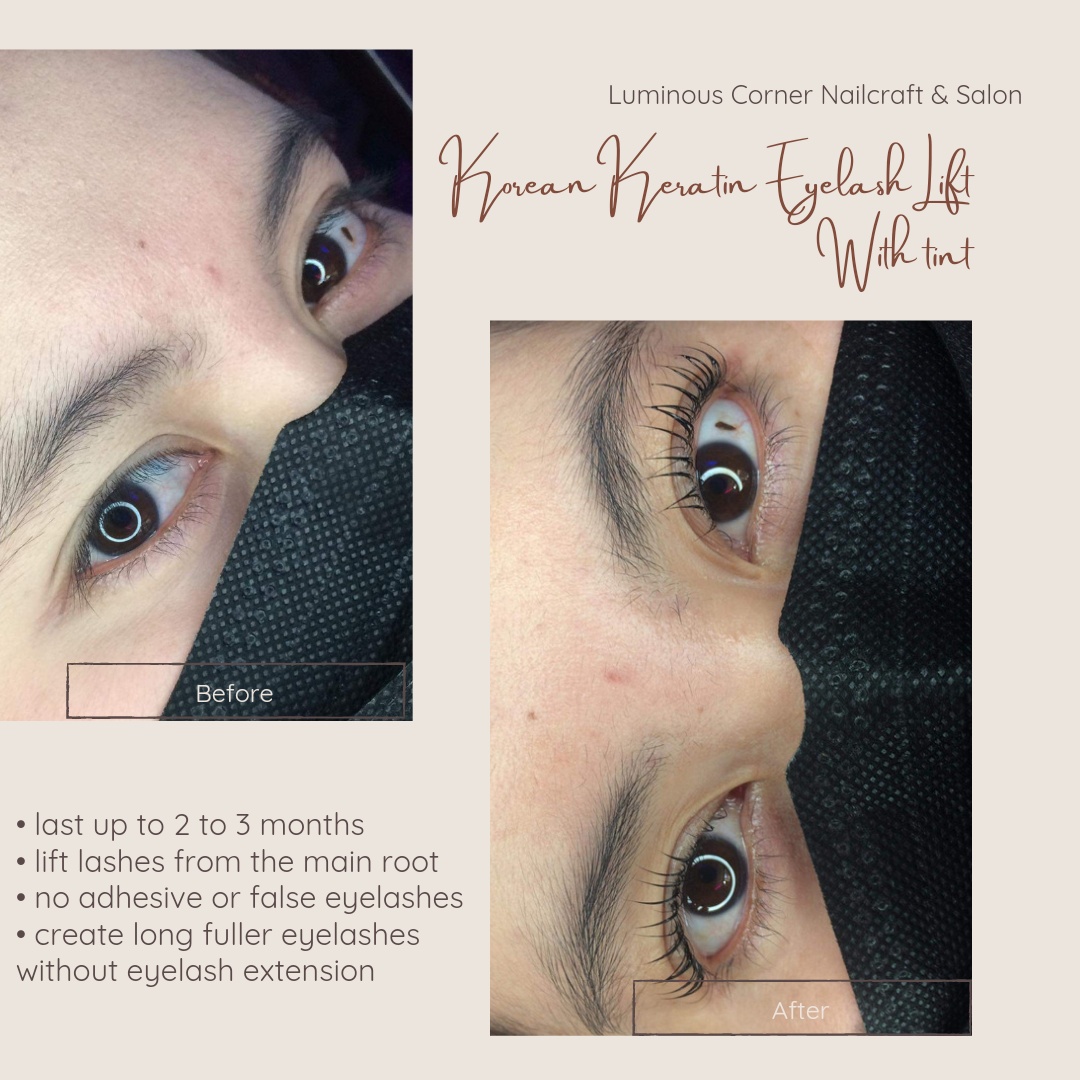 Luminous Corner Nailcraft & Salon
Korean Keratin Eyelash Lift
With tint
Before
• last up to 2 to 3 months
• lift lashes from the main root
• no adhesive or false eyelashes
• create long fuller eyelashes
without eyelash extension
After